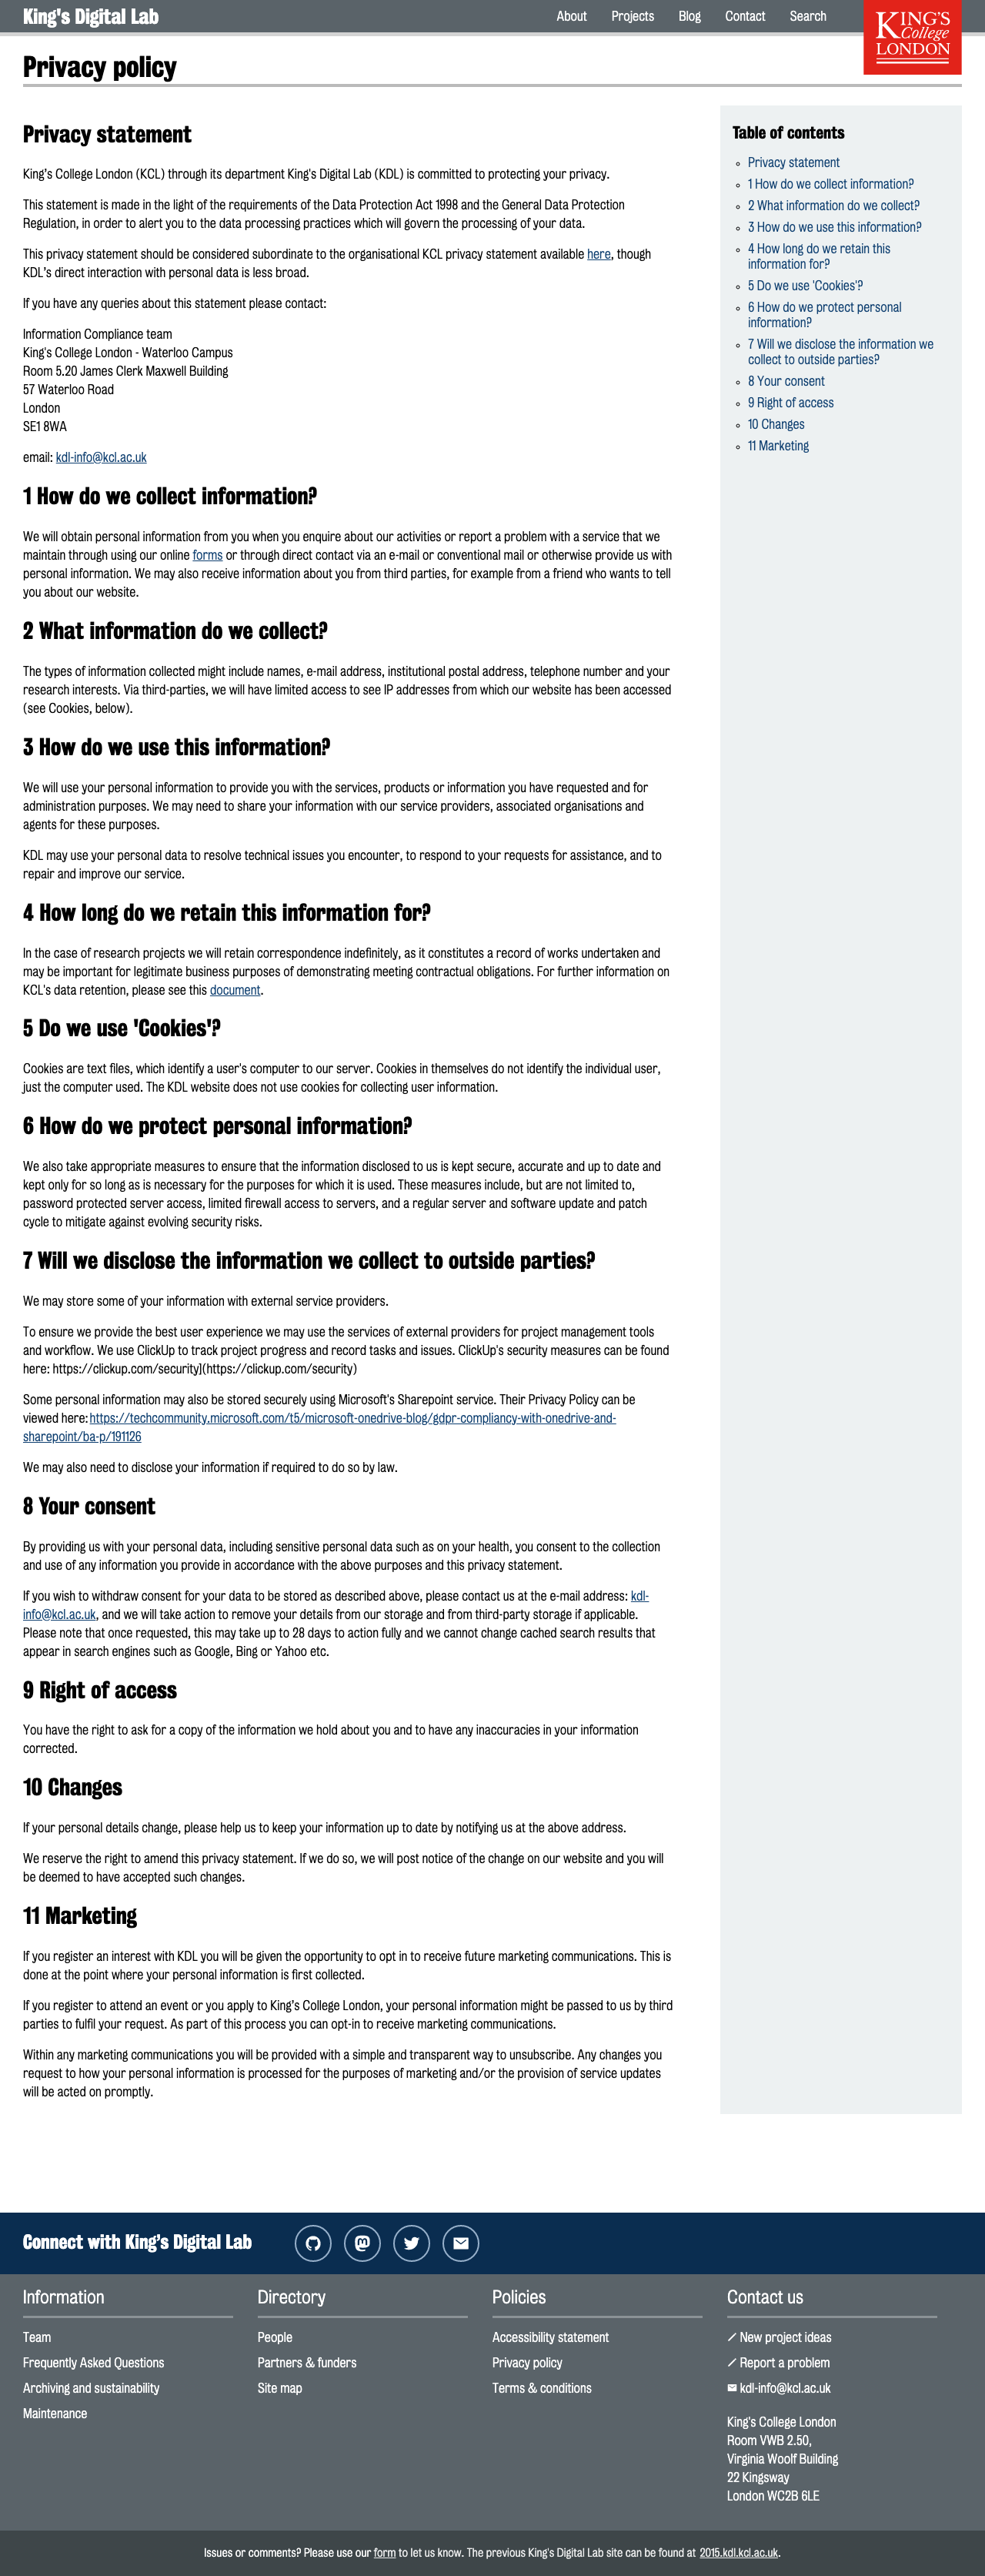 King's Digital Lab
About Projects Blog Contact Search
KING'S
College
LONDON
Privacy policy
Privacy statement
King's College London (KCL) through its department King's Digital Lab (KDL) is committed to protecting your privacy.
This statement is made in the light of the requirements of the Data Protection Act 1998 and the General Data Protection
Regulation, in order to alert you to the data processing practices which will govern the processing of your data.
This privacy statement should be considered subordinate to the organisational KCL privacy statement available here, though
KDL's direct interaction with personal data is less broad.
If you have any queries about this statement please contact:
Information Compliance team
King's College London - Waterloo Campus
Room 5.20 James Clerk Maxwell Building
57 Waterloo Road
London
SE1 8WA
email: kdl-info@kcl.ac.uk
1 How do we collect information?
We will obtain personal information from you when you enquire about our activities or report a problem with a service that we
maintain through using our online forms or through direct contact via an e-mail or conventional mail or otherwise provide us with
personal information. We may also receive information about you from third parties, for example from a friend who wants to tell
you about our website.
2 What information do we collect?
The types of information collected might include names, e-mail address, institutional postal address, telephone number and your
research interests. Via third-parties, we will have limited access to see IP addresses from which our website has been accessed
(see Cookies, below).
3 How do we use this information?
We will use your personal information to provide you with the services, products or information you have requested and for
administration purposes. We may need to share your information with our service providers, associated organisations and
agents for these purposes.
KDL may use your personal data to resolve technical issues you encounter, to respond to your requests for assistance, and to
repair and improve our service.
4 How long do we retain this information for?
In the case of research projects we will retain correspondence indefinitely, as it constitutes a record of works undertaken and
may be important for legitimate business purposes of demonstrating meeting contractual obligations. For further information on
KCL's data retention, please see this document.
5 Do we use 'Cookies'?
Cookies are text files, which identify a user's computer to our server. Cookies in themselves do not identify the individual user,
just the computer used. The KDL website does not use cookies for collecting user information.
6 How do we protect personal information?
We also take appropriate measures to ensure that the information disclosed to us is kept secure, accurate and up to date and
kept only for so long as is necessary for the purposes for which it is used. These measures include, but are not limited to,
password protected server access, limited firewall access to servers, and a regular server and software update and patch
cycle to mitigate against evolving security risks.
7 Will we disclose the information we collect to outside parties?
We may store some of your information with external service providers.
To ensure we provide the best user experience we may use the services of external providers for project management tools
and workflow. We use ClickUp to track project progress and record tasks and issues. ClickUp's security measures can be found
here: https://clickup.com/security](https://clickup.com/security)
Some personal information may also be stored securely using Microsoft's Sharepoint service. Their Privacy Policy can be
viewed here: https://techcommunity.microsoft.com/t5/microsoft-onedrive-blog/gdpr-compliancy-with-onedrive-and-
sharepoint/ba-p/191126
We may also need to disclose your information if required to do so by law.
8 Your consent
By providing us with your personal data, including sensitive personal data such as on your health, you consent to the collection
and use of any information you provide in accordance with the above purposes and this privacy statement.
If you wish to withdraw consent for your data to be stored as described above, please contact us at the e-mail address: kdl-
info@kcl.ac.uk, and we will take action to remove your details from our storage and from third-party storage if applicable.
Please note that once requested, this may take up to 28 days to action fully and we cannot change cached search results that
appear in search engines such as Google, Bing or Yahoo etc.
9 Right of access
You have the right to ask for a copy of the information we hold about you and to have any inaccuracies in your information
corrected.
10 Changes
If your personal details change, please help us to keep your information up to date by notifying us at the above address.
We reserve the right to amend this privacy statement. If we do so, we will post notice of the change on our website and you will
be deemed to have accepted such changes.
11 Marketing
If you register an interest with KDL you will be given the opportunity to opt in to receive future marketing communications. This is
done at the point where your personal information is first collected.
If you register to attend an event or you apply to King's College London, your personal information might be passed to us by third
parties to fulfil your request. As part of this process you can opt-in to receive marketing communications.
Within any marketing communications you will be provided with a simple and transparent way to unsubscribe. Any changes you
request to how your personal information is processed for the purposes of marketing and/or the provision of service updates
will be acted on promptly.
Table of contents
Privacy statement
1 How do we collect information?
2 What information do we collect?
3 How do we use this information?
4 How long do we retain this
information for?
5 Do we use 'Cookies'?
6 How do we protect personal
information?
7 Will we disclose the information we
collect to outside parties?
8 Your consent
9 Right of access
10 Changes
11 Marketing
Connect with King's Digital Lab
Information
Team
Frequently Asked Questions
Archiving and sustainability
Maintenance
Directory
People
Partners & funders
Site map
Policies
Accessibility statement
Privacy policy
Terms & conditions
Contact us
New project ideas
Report a problem
kdl-info@kcl.ac.uk
King's College London
Room VWB 2.50,
Virginia Woolf Building
22 Kingsway
London WC2B 6LE
Issues or comments? Please use our form to let us know. The previous King's Digital Lab site can be found at 2015.kdl.kcl.ac.uk.